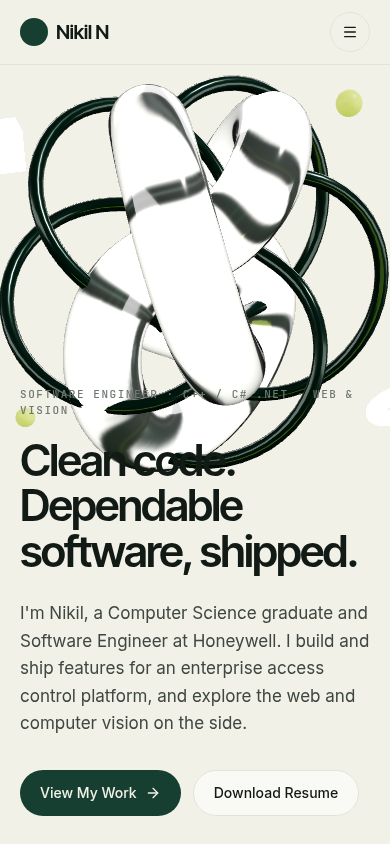 Nikil N
SOFTWARE ENGINEER · C++ / C# .NET · WEB &
VISION
Clean code.
Dependable
software, shipped.
I'm Nikil, a Computer Science graduate and
Software Engineer at Honeywell. I build and
ship features for an enterprise access
control platform, and explore the web and
computer vision on the side.
View My Work →
Download Resume